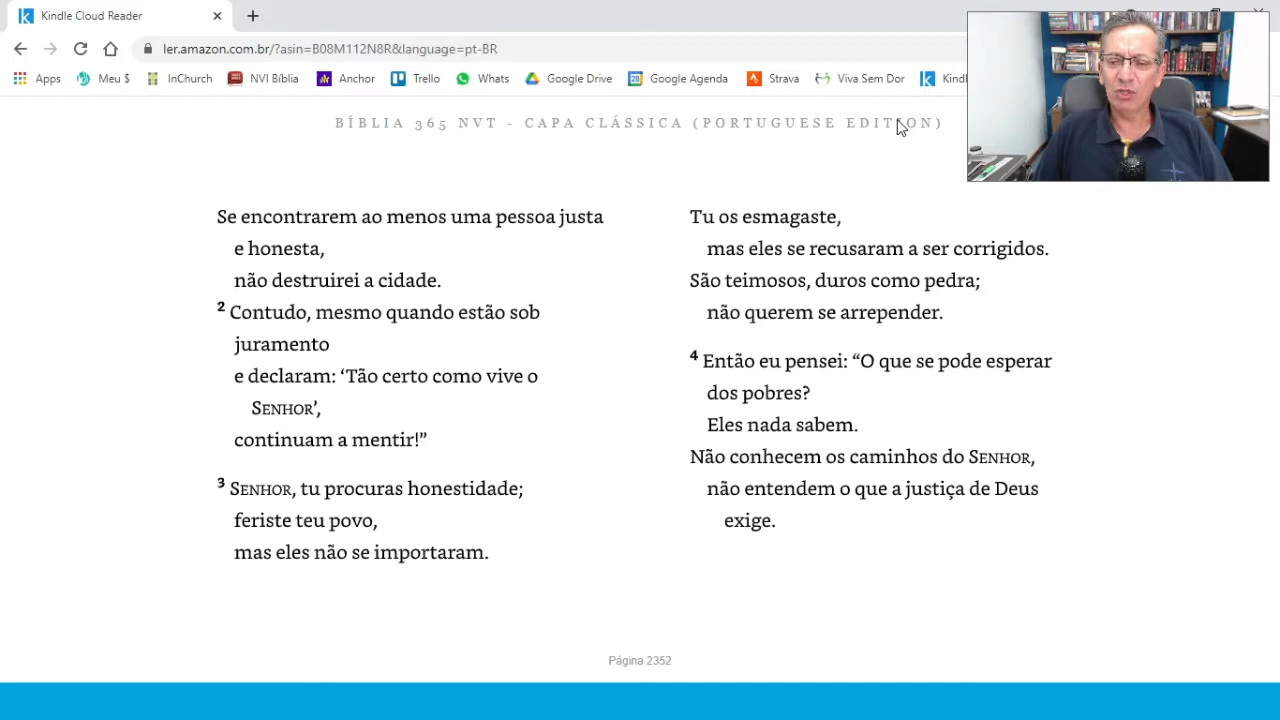 Kindle Cloud Reader
ler.amazon.com.br/?asin=B08M112N8R&language=pt-BR
Apps Meu $ InChurch NVI Bíblia Anchor Trello Whats Google Drive Google Agenda Strava Viva Sem Dor Kindl
BÍBLIA 365 NVT - CAPA CLÁSSICA (PORTUGUESE EDITION)
Se encontrarem ao menos uma pessoa justa
e honesta,
não destruirei a cidade.
2 Contudo, mesmo quando estão sob
juramento
e declaram: ‘Tão certo como vive o
SENHOR’,
continuam a mentir!”
3 SENHOR, tu procuras honestidade;
feriste teu povo,
mas eles não se importaram.
Tu os esmagaste,
mas eles se recusaram a ser corrigidos.
São teimosos, duros como pedra;
não querem se arrepender.
4 Então eu pensei: “O que se pode esperar
dos pobres?
Eles nada sabem.
Não conhecem os caminhos do SENHOR,
não entendem o que a justiça de Deus
exige.
Página 2352